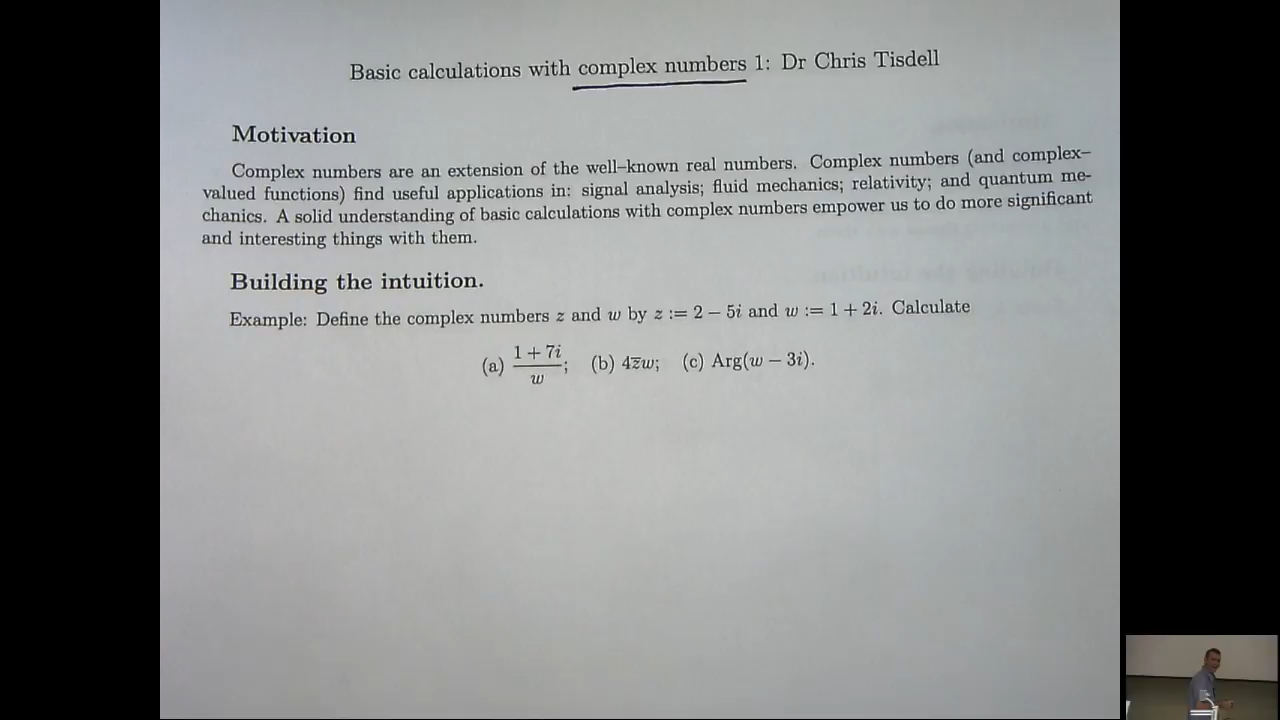 Basic calculations with complex numbers 1: Dr Chris Tisdell
Motivation
Complex numbers are an extension of the well–known real numbers. Complex numbers (and complex–
valued functions) find useful applications in: signal analysis; fluid mechanics; relativity; and quantum me-
chanics. A solid understanding of basic calculations with complex numbers empower us to do more significant
and interesting things with them.
Building the intuition.
Example: Define the complex numbers z and w by z := 2 − 5i and w := 1 + 2i. Calculate
(a) (1 + 7i)/w; (b) 4z̅w; (c) Arg(w − 3i).